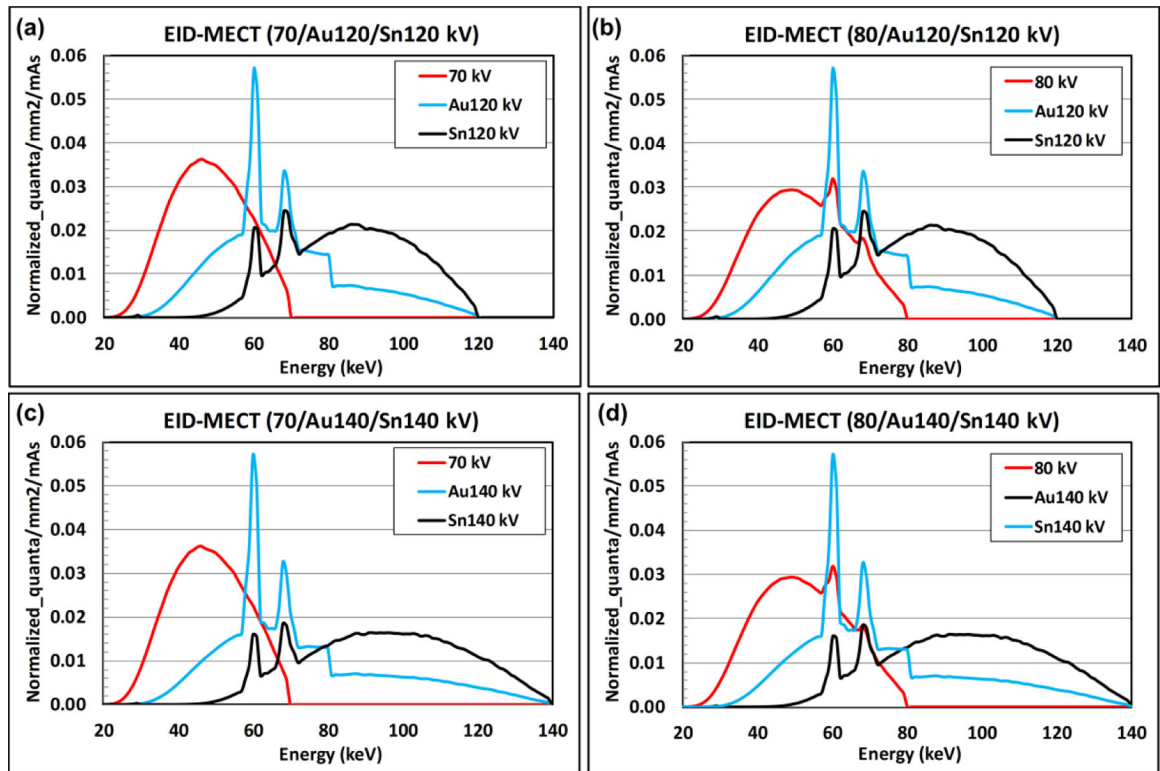 (a)
EID-MECT (70/Au120/Sn120 kV)
Normalized_quanta/mm2/mAs
0.06
0.05
0.04
0.03
0.02
0.01
0.00
70 kV
Au120 kV
Sn120 kV
20 40 60 80 100 120 140
Energy (keV)
(b)
EID-MECT (80/Au120/Sn120 kV)
Normalized_quanta/mm2/mAs
0.06
0.05
0.04
0.03
0.02
0.01
0.00
80 kV
Au120 kV
Sn120 kV
20 40 60 80 100 120 140
Energy (keV)
(c)
EID-MECT (70/Au140/Sn140 kV)
Normalized_quanta/mm2/mAs
0.06
0.05
0.04
0.03
0.02
0.01
0.00
70 kV
Au140 kV
Sn140 kV
20 40 60 80 100 120 140
Energy (keV)
(d)
EID-MECT (80/Au140/Sn140 kV)
Normalized_quanta/mm2/mAs
0.06
0.05
0.04
0.03
0.02
0.01
0.00
80 kV
Au140 kV
Sn140 kV
20 40 60 80 100 120 140
Energy (keV)